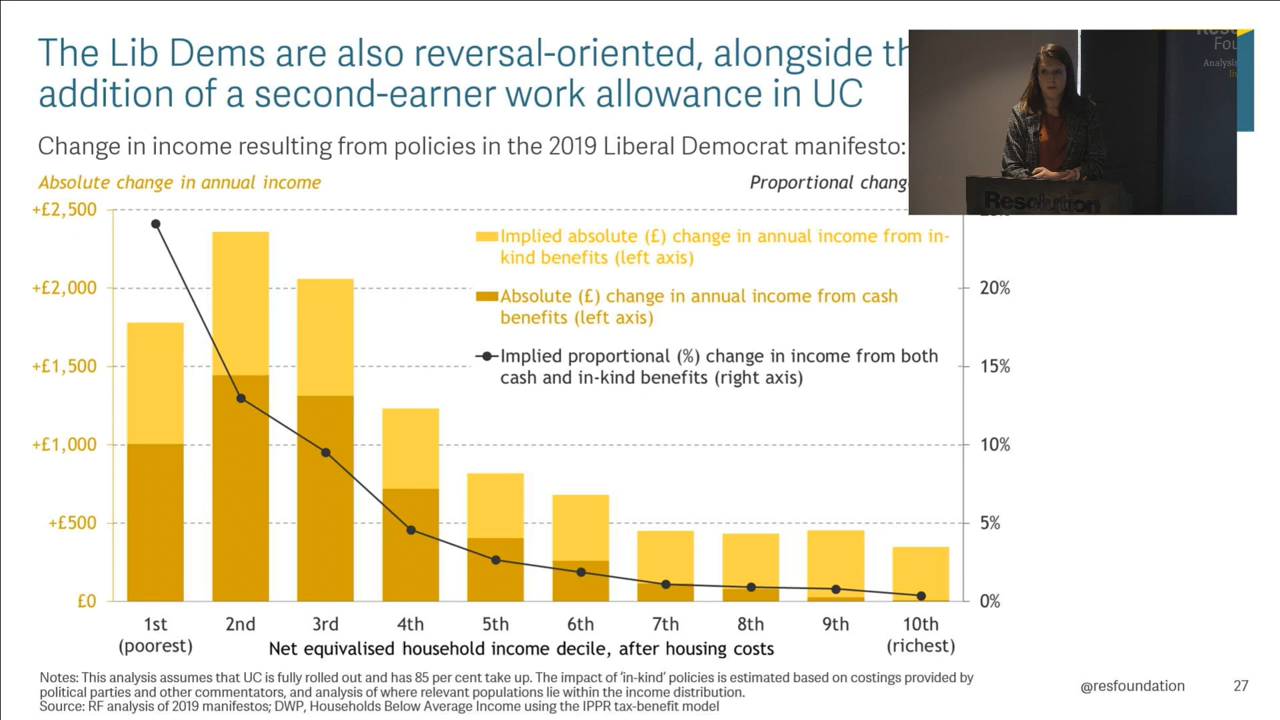 The Lib Dems are also reversal-oriented, alongside th
addition of a second-earner work allowance in UC
Change in income resulting from policies in the 2019 Liberal Democrat manifesto:
Absolute change in annual income
Proportional chang
+£2,500
+£2,000
+£1,500
+£1,000
+£500
£0
Implied absolute (£) change in annual income from in-
kind benefits (left axis)
Absolute (£) change in annual income from cash
benefits (left axis)
Implied proportional (%) change in income from both
cash and in-kind benefits (right axis)
20%
15%
10%
5%
0%
1st 2nd 3rd 4th 5th 6th 7th 8th 9th 10th
(poorest) (richest)
Net equivalised household income decile, after housing costs
Notes: This analysis assumes that UC is fully rolled out and has 85 per cent take up. The impact of 'in-kind' policies is estimated based on costings provided by
political parties and other commentators, and analysis of where relevant populations lie within the income distribution.
Source: RF analysis of 2019 manifestos; DWP, Households Below Average Income using the IPPR tax-benefit model
@resfoundation 27
Resolution
Fou
Analysis